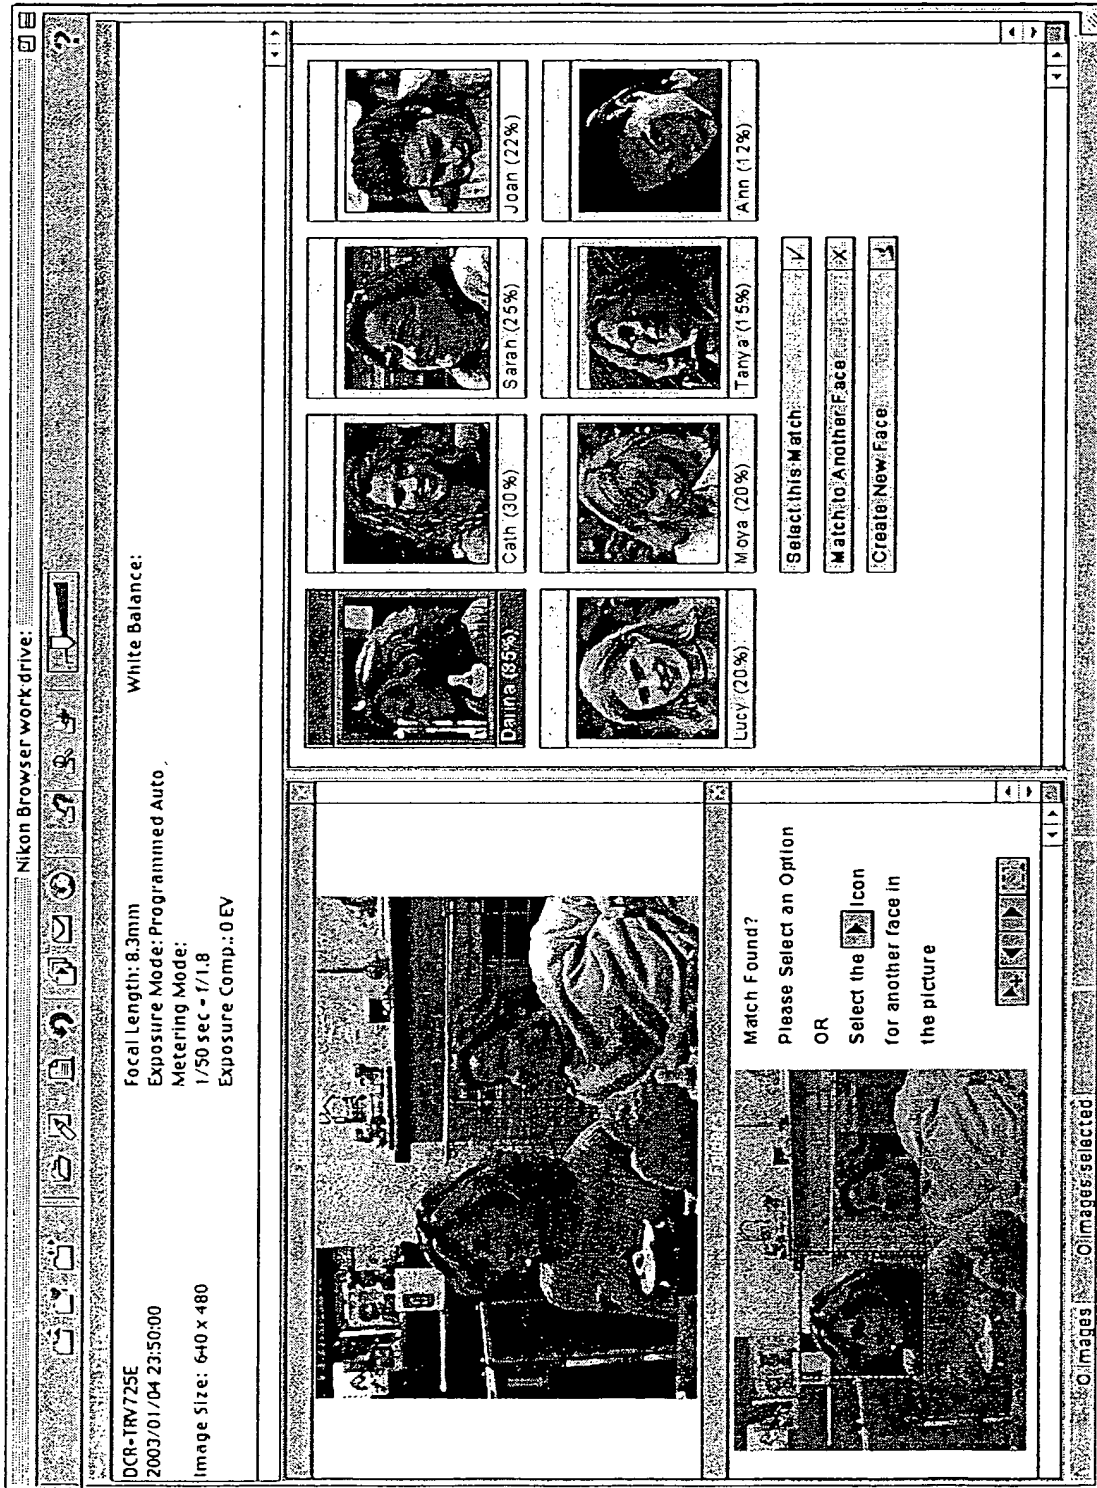 Nikon Browser work drive:
DCR-TRV725E
2003/01/04 23:50:00
Image Size: 640 x 480
Focal Length: 8.3mm
Exposure Mode: Programmed Auto
Metering Mode:
1/50 sec - f/1.8
Exposure Comp.: 0 EV
White Balance:
Match Found?
Please Select an Option
OR
Select the Icon
for another face in
the picture
Darina (85%)
Cath (30%)
Sarah (25%)
Joan (22%)
Lucy (20%)
Moya (20%)
Tanya (15%)
Ann (12%)
Select this Match
Match to Another Face
Create New Face
0 images
0 images selected